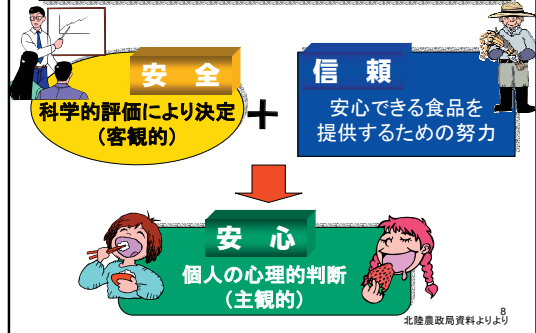 安 全
科学的評価により決定
(客観的)
+
信 頼
安心できる食品を
提供するための努力
安 心
個人の心理的判断
(主観的)
8
北陸農政局資料よりより